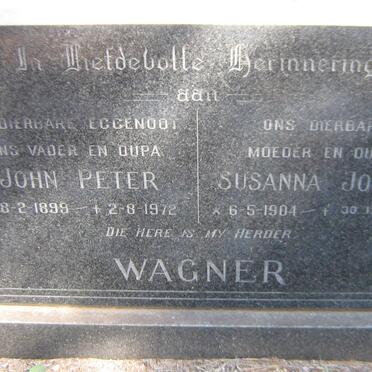 In Liefdevolle Herinnering
aan
DIERBARE EGGENOOT
NS VADER EN OUPA
JOHN PETER
8-2-1899 – + 2-8-1972
ONS DIERBAR
MOEDER EN OU
SUSANNA JO
x 6-5-1904 – +
DIE HERE IS MY HERDER
WAGNER